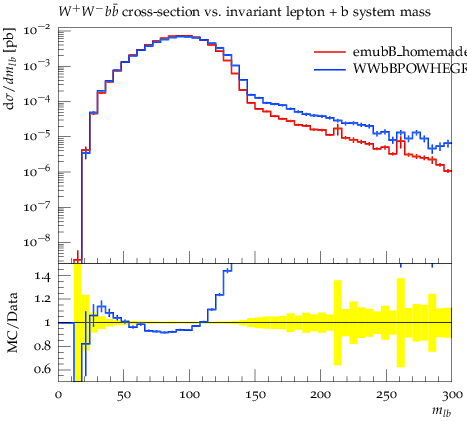 W⁺W⁻bb̄ cross-section vs. invariant lepton + b system mass
dσ/dm_lb [pb]
emubB_homemade
WWbBPOWHEGR
10⁻²
10⁻³
10⁻⁴
10⁻⁵
10⁻⁶
10⁻⁷
10⁻⁸
MC/Data
1.4
1.2
1
0.8
0.6
0 50 100 150 200 250 300
m_lb